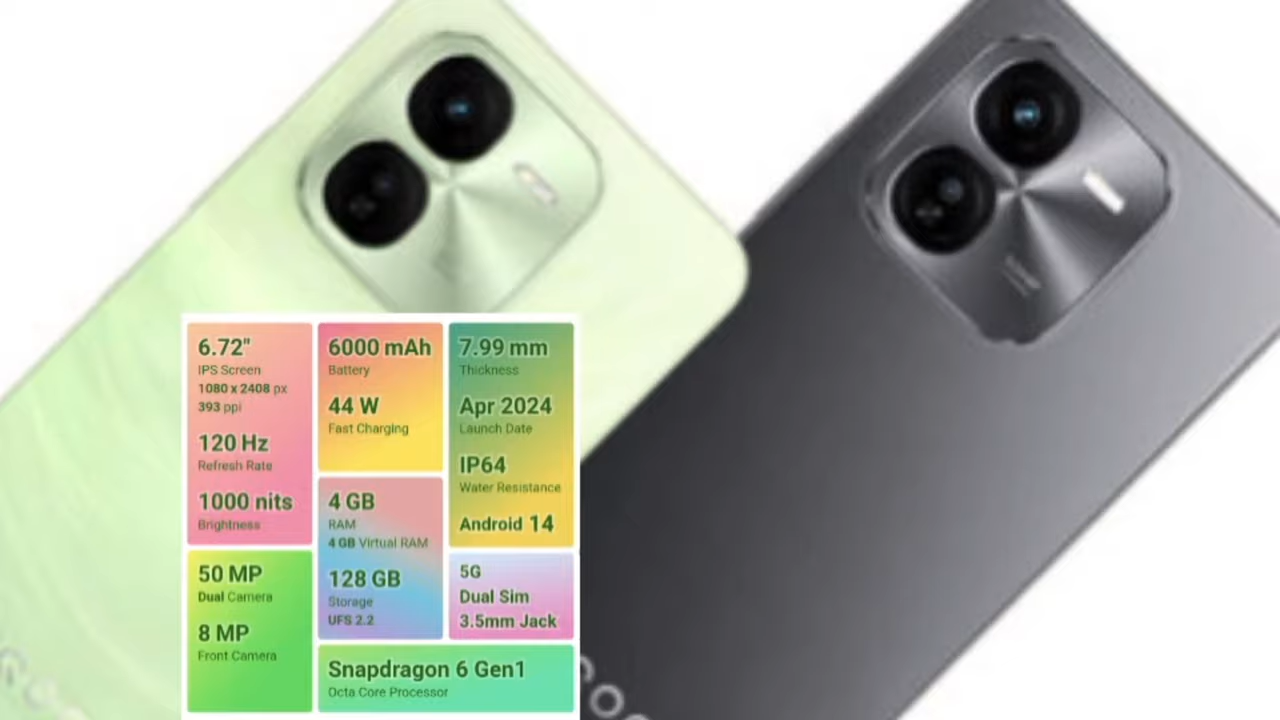 6.72"
IPS Screen
1080 x 2408 px
393 ppi
120 Hz
Refresh Rate
1000 nits
Brightness
6000 mAh
Battery
44 W
Fast Charging
7.99 mm
Thickness
Apr 2024
Launch Date
IP64
Water Resistance
Android 14
4 GB
RAM
4 GB Virtual RAM
128 GB
Storage
UFS 2.2
50 MP
Dual Camera
8 MP
Front Camera
5G
Dual Sim
3.5mm Jack
Snapdragon 6 Gen1
Octa Core Processor